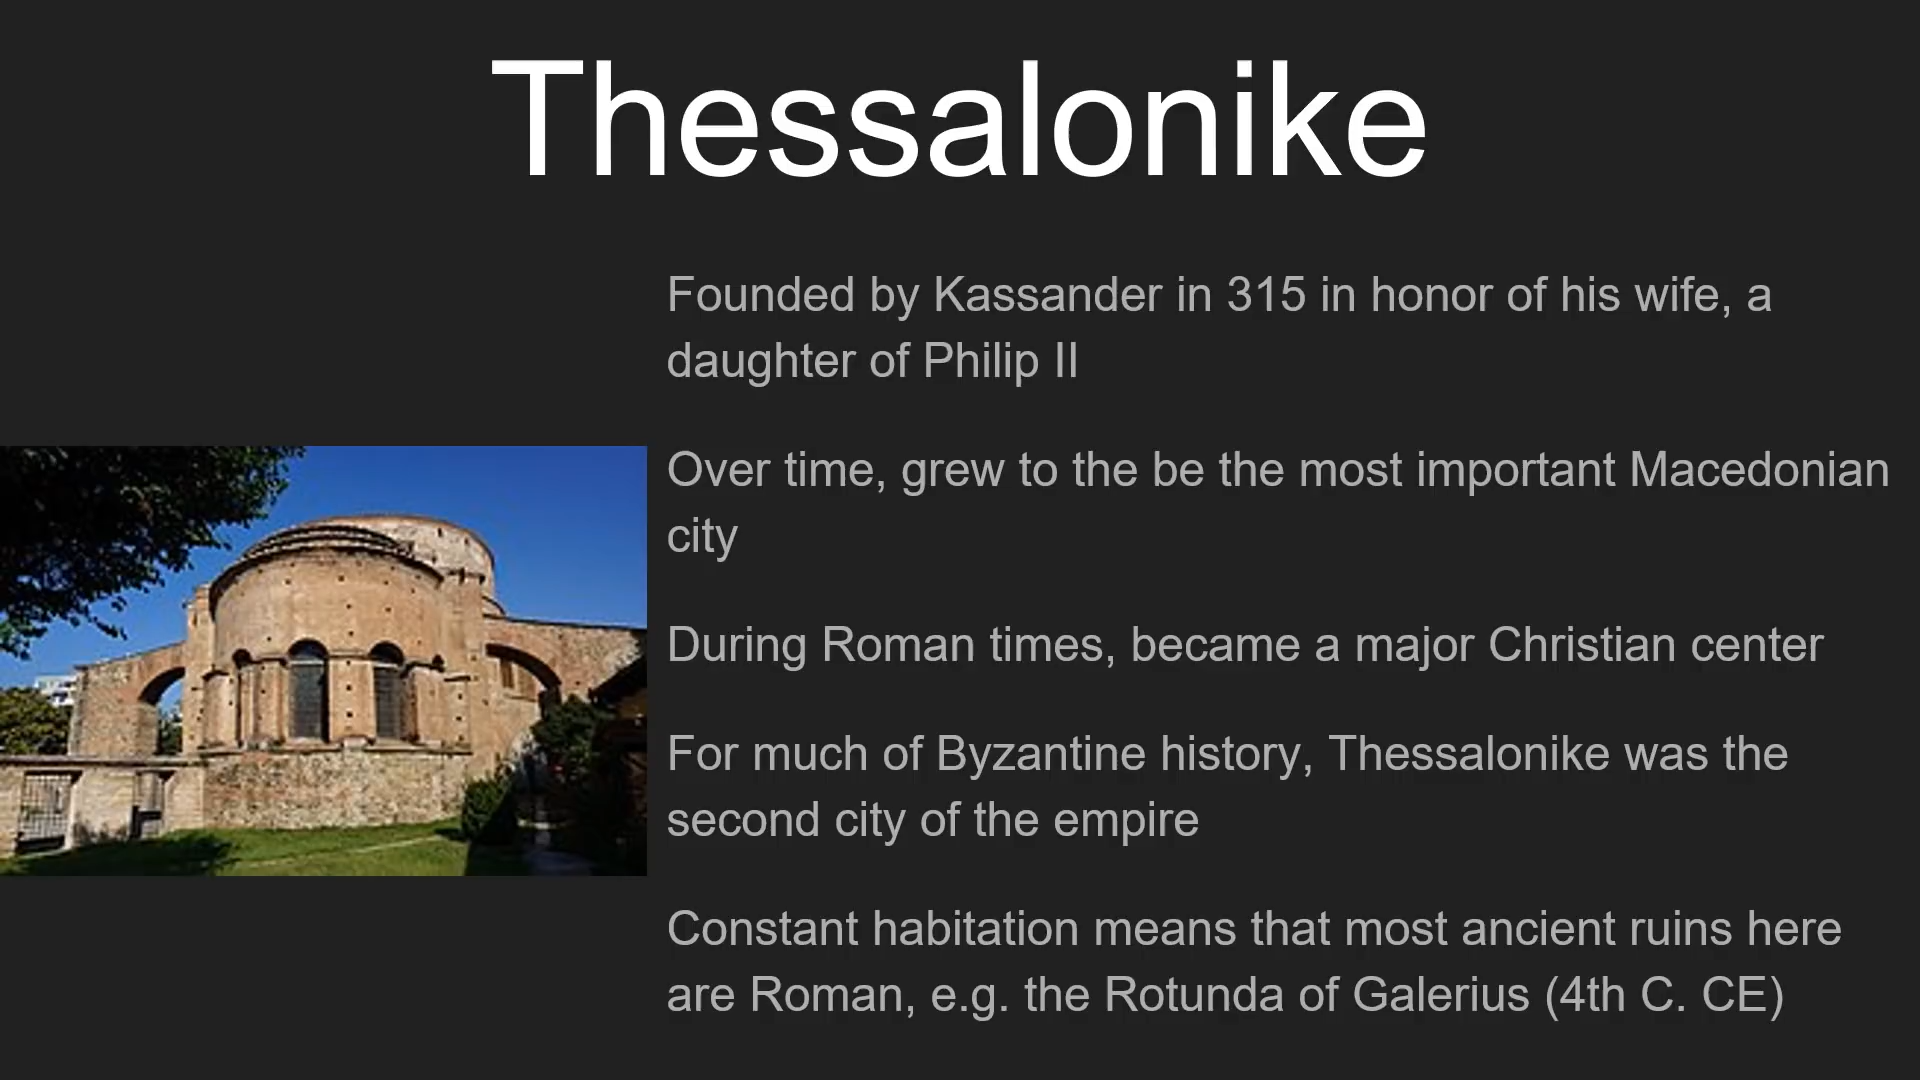 Thessalonike
Founded by Kassander in 315 in honor of his wife, a
daughter of Philip II
Over time, grew to the be the most important Macedonian
city
During Roman times, became a major Christian center
For much of Byzantine history, Thessalonike was the
second city of the empire
Constant habitation means that most ancient ruins here
are Roman, e.g. the Rotunda of Galerius (4th C. CE)